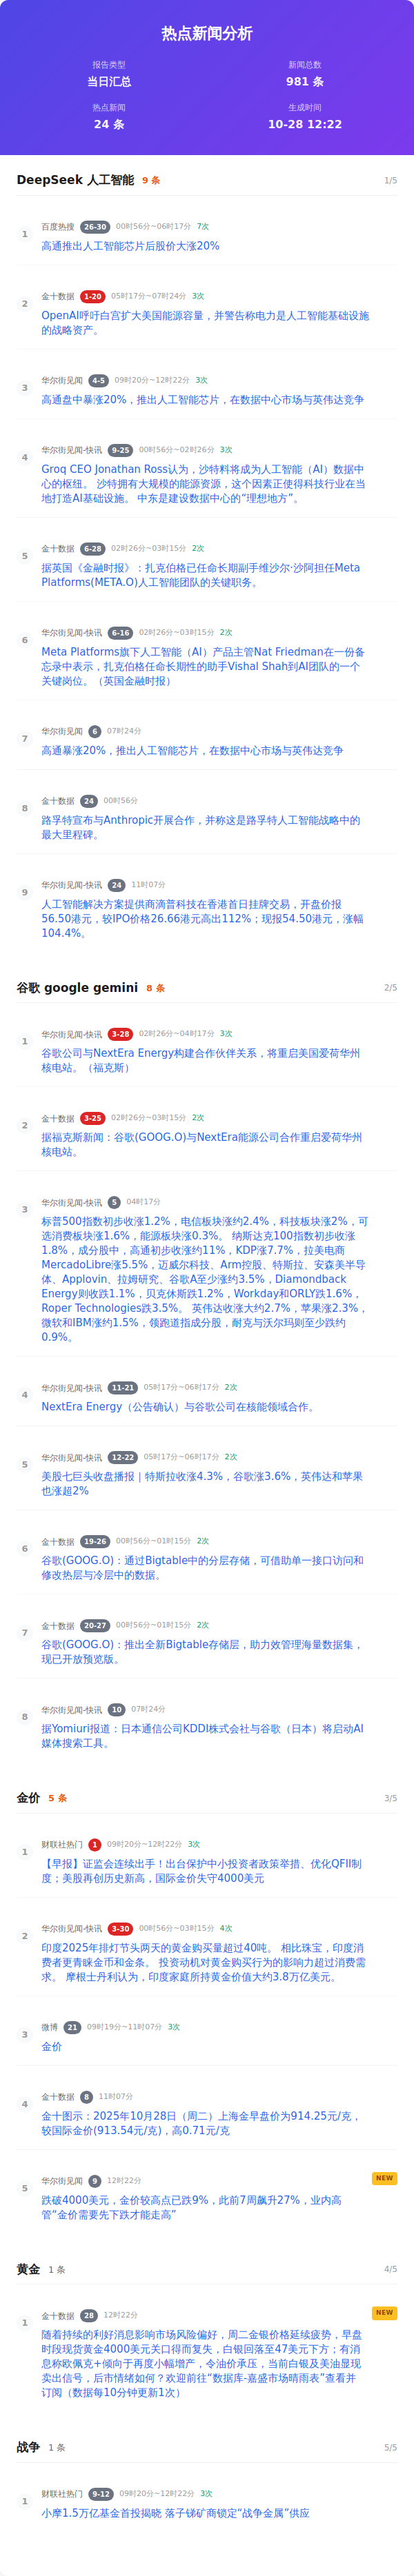 热点新闻分析
报告类型
当日汇总
新闻总数
981 条
热点新闻
24 条
生成时间
10-28 12:22
DeepSeek 人工智能 9 条 1/5
1 百度热搜 26-30 00时56分~06时17分 7次
高通推出人工智能芯片后股价大涨20%
2 金十数据 1-20 05时17分~07时24分 3次
OpenAI呼吁白宫扩大美国能源容量，并警告称电力是人工智能基础设施
的战略资产。
3 华尔街见闻 4-5 09时20分~12时22分 3次
高通盘中暴涨20%，推出人工智能芯片，在数据中心市场与英伟达竞争
4 华尔街见闻-快讯 9-25 00时56分~02时26分 3次
Groq CEO Jonathan Ross认为，沙特料将成为人工智能（AI）数据中
心的枢纽。 沙特拥有大规模的能源资源，这个因素正使得科技行业在当
地打造AI基础设施。 中东是建设数据中心的“理想地方”。
5 金十数据 6-28 02时26分~03时15分 2次
据英国《金融时报》：扎克伯格已任命长期副手维沙尔·沙阿担任Meta
Platforms(META.O)人工智能团队的关键职务。
6 华尔街见闻-快讯 6-16 02时26分~03时15分 2次
Meta Platforms旗下人工智能（AI）产品主管Nat Friedman在一份备
忘录中表示，扎克伯格任命长期性的助手Vishal Shah到AI团队的一个
关键岗位。（英国金融时报）
7 华尔街见闻 6 07时24分
高通暴涨20%，推出人工智能芯片，在数据中心市场与英伟达竞争
8 金十数据 24 00时56分
路孚特宣布与Anthropic开展合作，并称这是路孚特人工智能战略中的
最大里程碑。
9 华尔街见闻-快讯 24 11时07分
人工智能解决方案提供商滴普科技在香港首日挂牌交易，开盘价报
56.50港元，较IPO价格26.66港元高出112%；现报54.50港元，涨幅
104.4%。
谷歌 google gemini 8 条 2/5
1 华尔街见闻-快讯 3-28 02时26分~04时17分 3次
谷歌公司与NextEra Energy构建合作伙伴关系，将重启美国爱荷华州
核电站。（福克斯）
2 金十数据 3-25 02时26分~03时15分 2次
据福克斯新闻：谷歌(GOOG.O)与NextEra能源公司合作重启爱荷华州
核电站。
3 华尔街见闻-快讯 5 04时17分
标普500指数初步收涨1.2%，电信板块涨约2.4%，科技板块涨2%，可
选消费板块涨1.6%，能源板块涨0.3%。 纳斯达克100指数初步收涨
1.8%，成分股中，高通初步收涨约11%，KDP涨7.7%，拉美电商
MercadoLibre涨5.5%，迈威尔科技、Arm控股、特斯拉、安森美半导
体、Applovin、拉姆研究、谷歌A至少涨约3.5%，Diamondback
Energy则收跌1.1%，贝克休斯跌1.2%，Workday和ORLY跌1.6%，
Roper Technologies跌3.5%。 英伟达收涨大约2.7%，苹果涨2.3%，
微软和IBM涨约1.5%，领跑道指成分股，耐克与沃尔玛则至少跌约
0.9%。
4 华尔街见闻-快讯 11-21 05时17分~06时17分 2次
NextEra Energy（公告确认）与谷歌公司在核能领域合作。
5 华尔街见闻-快讯 12-22 05时17分~06时17分 2次
美股七巨头收盘播报｜特斯拉收涨4.3%，谷歌涨3.6%，英伟达和苹果
也涨超2%
6 金十数据 19-26 00时56分~01时15分 2次
谷歌(GOOG.O)：通过Bigtable中的分层存储，可借助单一接口访问和
修改热层与冷层中的数据。
7 金十数据 20-27 00时56分~01时15分 2次
谷歌(GOOG.O)：推出全新Bigtable存储层，助力效管理海量数据集，
现已开放预览版。
8 华尔街见闻-快讯 10 07时24分
据Yomiuri报道：日本通信公司KDDI株式会社与谷歌（日本）将启动AI
媒体搜索工具。
金价 5 条 3/5
1 财联社热门 1 09时20分~12时22分 3次
【早报】证监会连续出手！出台保护中小投资者政策举措、优化QFII制
度；美股再创历史新高，国际金价失守4000美元
2 华尔街见闻-快讯 3-30 00时56分~03时15分 4次
印度2025年排灯节头两天的黄金购买量超过40吨。 相比珠宝，印度消
费者更青睐金币和金条。 投资动机对黄金购买行为的影响力超过消费需
求。 摩根士丹利认为，印度家庭所持黄金价值大约3.8万亿美元。
3 微博 21 09时19分~11时07分 3次
金价
4 金十数据 8 11时07分
金十图示：2025年10月28日（周二）上海金早盘价为914.25元/克，
较国际金价(913.54元/克)，高0.71元/克
5 华尔街见闻 9 12时22分 NEW
跌破4000美元，金价较高点已跌9%，此前7周飙升27%，业内高
管“金价需要先下跌才能走高”
黄金 1 条 4/5
1 金十数据 28 12时22分 NEW
随着持续的利好消息影响市场风险偏好，周二金银价格延续疲势，早盘
时段现货黄金4000美元关口得而复失，白银回落至47美元下方；有消
息称欧佩克+倾向于再度小幅增产，令油价承压，当前白银及美油显现
卖出信号，后市情绪如何？欢迎前往“数据库-嘉盛市场晴雨表”查看并
订阅（数据每10分钟更新1次）
战争 1 条 5/5
1 财联社热门 9-12 09时20分~12时22分 3次
小摩1.5万亿基金首投揭晓 落子锑矿商锁定“战争金属”供应